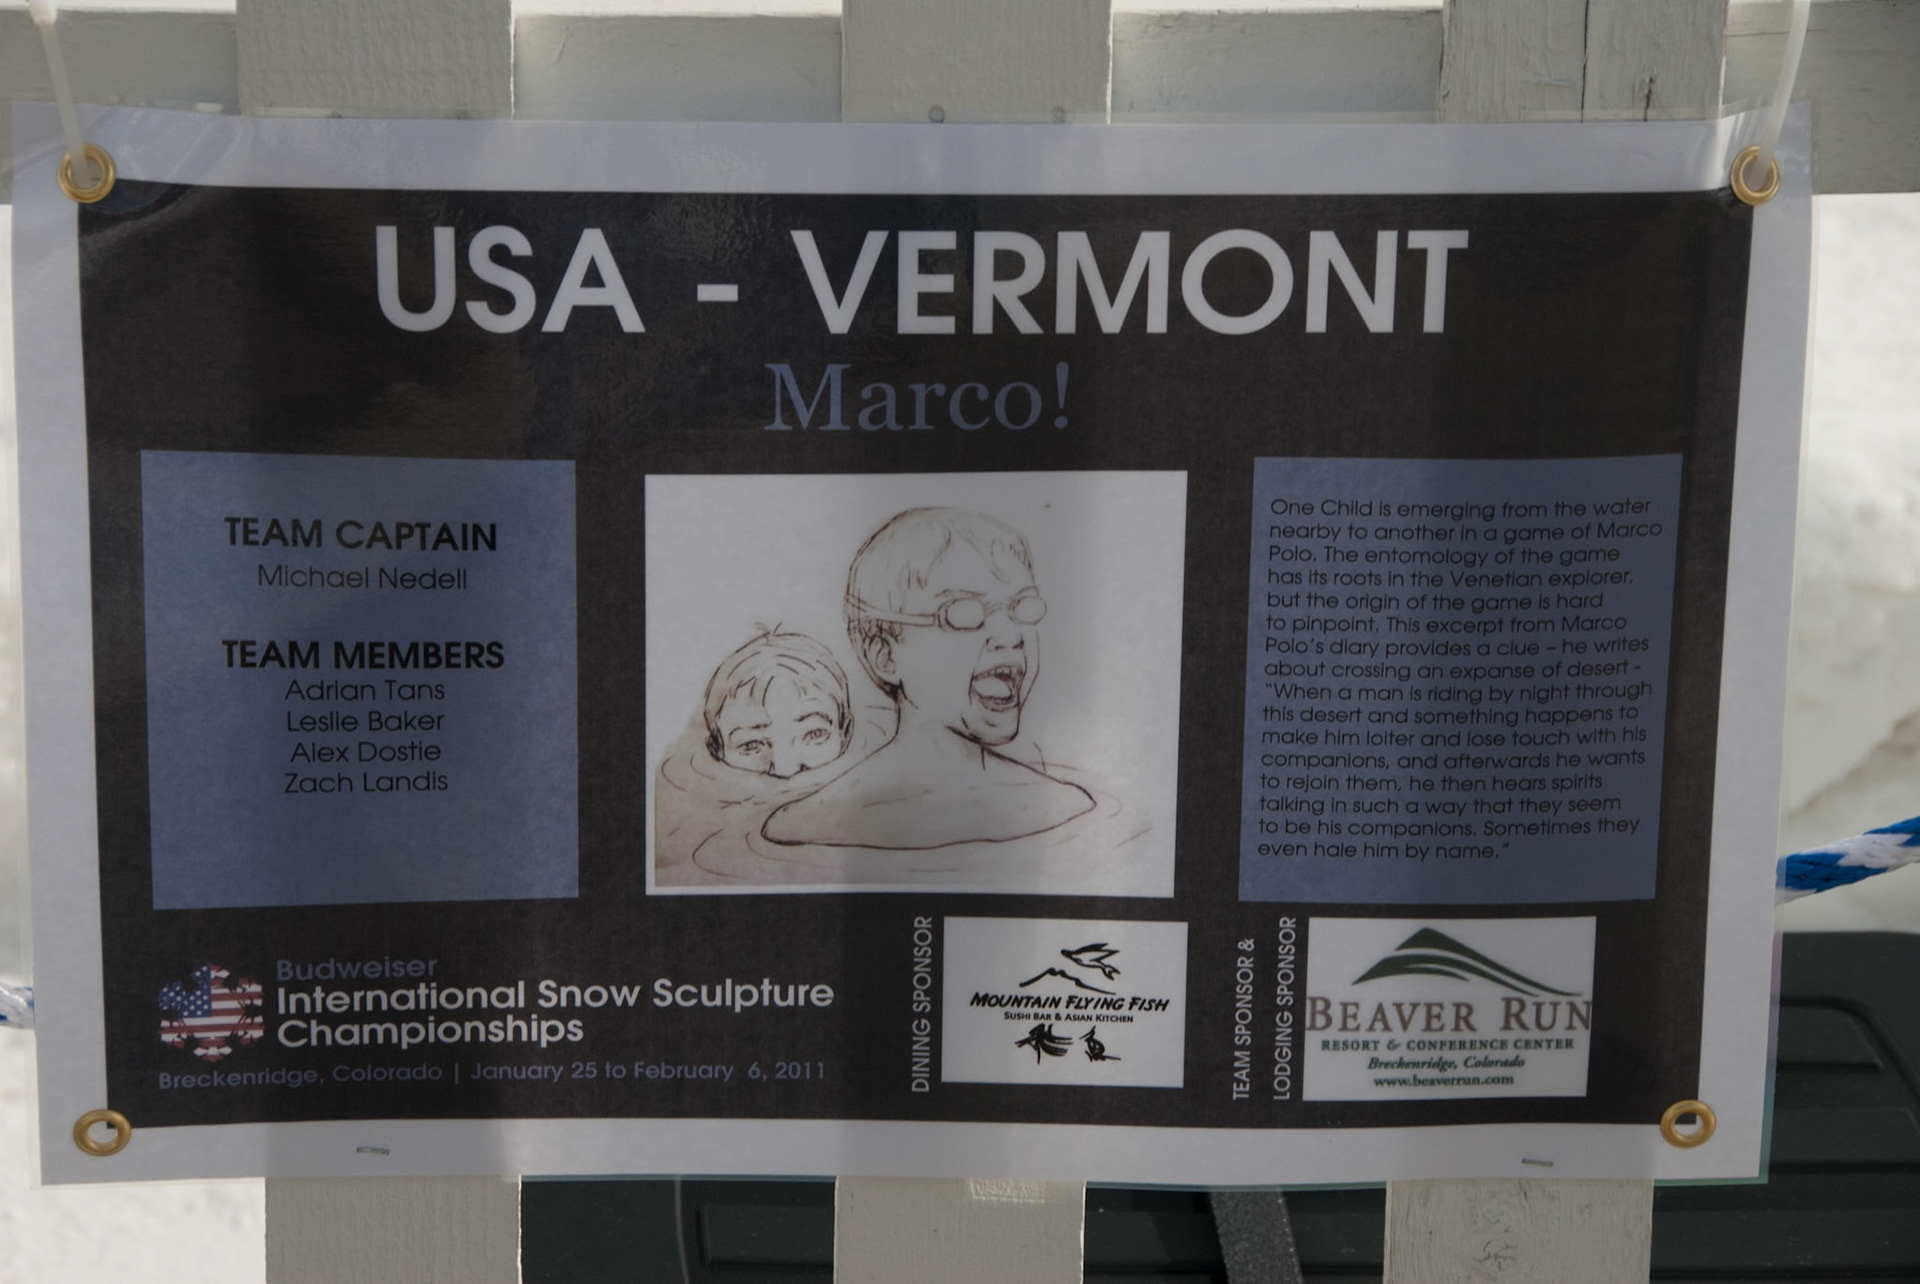 USA - VERMONT
Marco!
TEAM CAPTAIN
Michael Nedell
TEAM MEMBERS
Adrian Tans
Leslie Baker
Alex Dostie
Zach Landis
One Child is emerging from the water
nearby to another in a game of Marco
Polo. The entomology of the game
has its roots in the Venetian explorer,
but the origin of the game is hard
to pinpoint. This excerpt from Marco
Polo's diary provides a clue – he writes
about crossing an expanse of desert -
"When a man is riding by night through
this desert and something happens to
make him loiter and lose touch with his
companions, and afterwards he wants
to rejoin them, he then hears spirits
talking in such a way that they seem
to be his companions. Sometimes they
even hale him by name."
Budweiser
International Snow Sculpture
Championships
Breckenridge, Colorado | January 25 to February 6, 2011
DINING SPONSOR
MOUNTAIN FLYING FISH
SUSHI BAR & ASIAN KITCHEN
TEAM SPONSOR &
LODGING SPONSOR
BEAVER RUN
RESORT & CONFERENCE CENTER
Breckenridge, Colorado
www.beaverrun.com